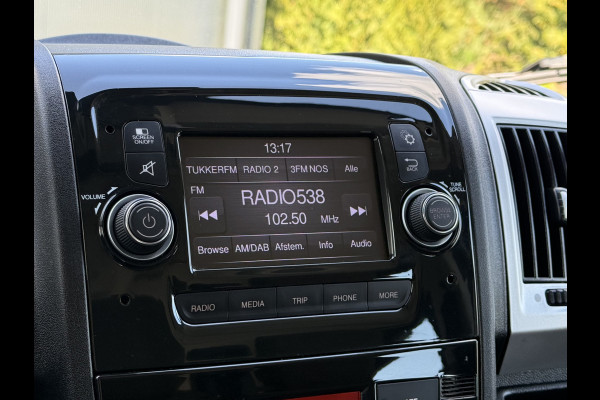 SCREEN
ON/OFF
VOLUME
13:17
TUKKERFM RADIO 2 3FM NOS Alle
FM
RADIO538
102.50 MHz
Browse AM/DAB Afstem. Info Audio
BACK
TUNE
SCROLL
BROWSE
ENTER
RADIO MEDIA TRIP PHONE MORE